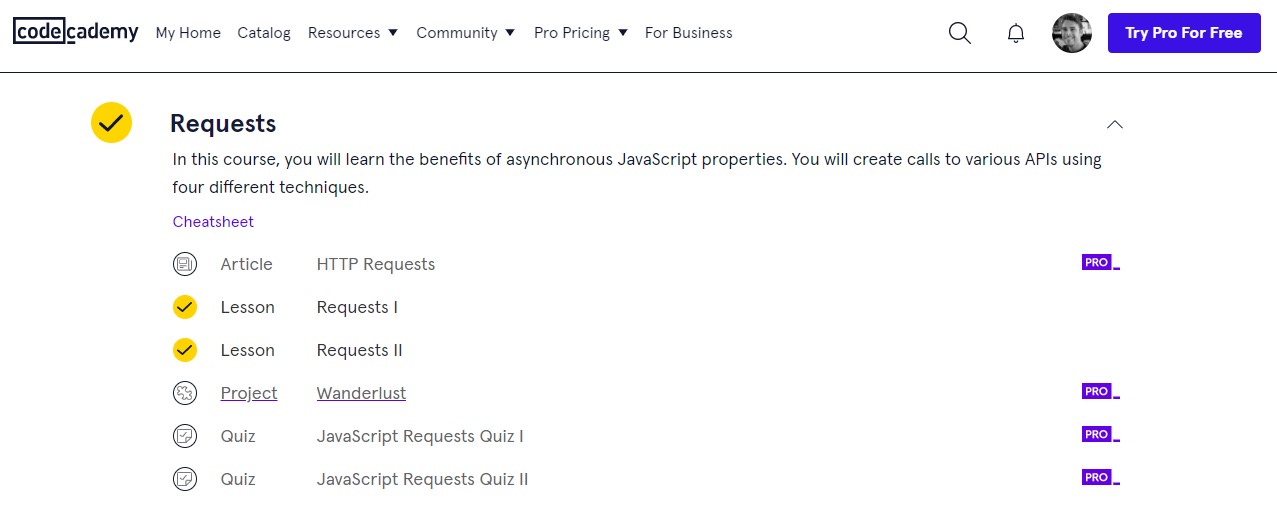 codecademy My Home Catalog Resources Community Pro Pricing For Business Try Pro For Free
Requests
In this course, you will learn the benefits of asynchronous JavaScript properties. You will create calls to various APIs using
four different techniques.
Cheatsheet
Article HTTP Requests PRO
Lesson Requests I
Lesson Requests II
Project Wanderlust PRO
Quiz JavaScript Requests Quiz I PRO
Quiz JavaScript Requests Quiz II PRO